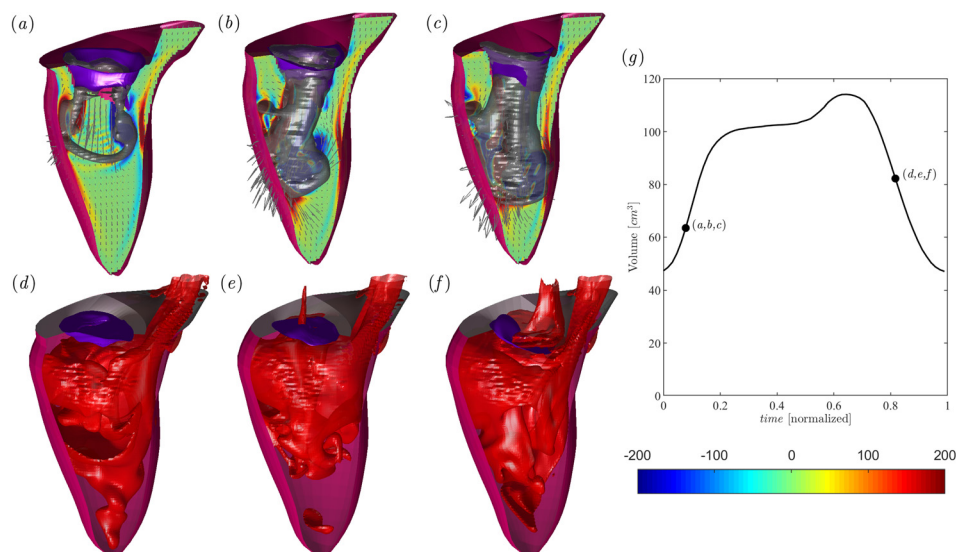 (a)
(b)
(c)
(g)
120
100
80
60
40
20
0
Volume [cm³]
(a,b,c)
(d,e,f)
0
0.2
0.4
0.6
0.8
1
time [normalized]
(d)
(e)
(f)
-200
-100
0
100
200